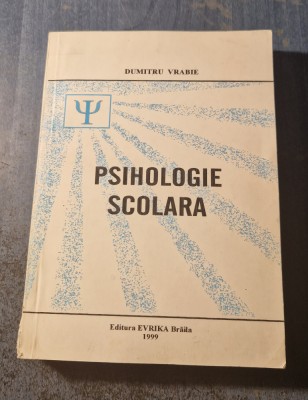 DUMITRU VRABIE
Ψ
PSIHOLOGIE
SCOLARA
Editura EVRIKA Brăila
1999